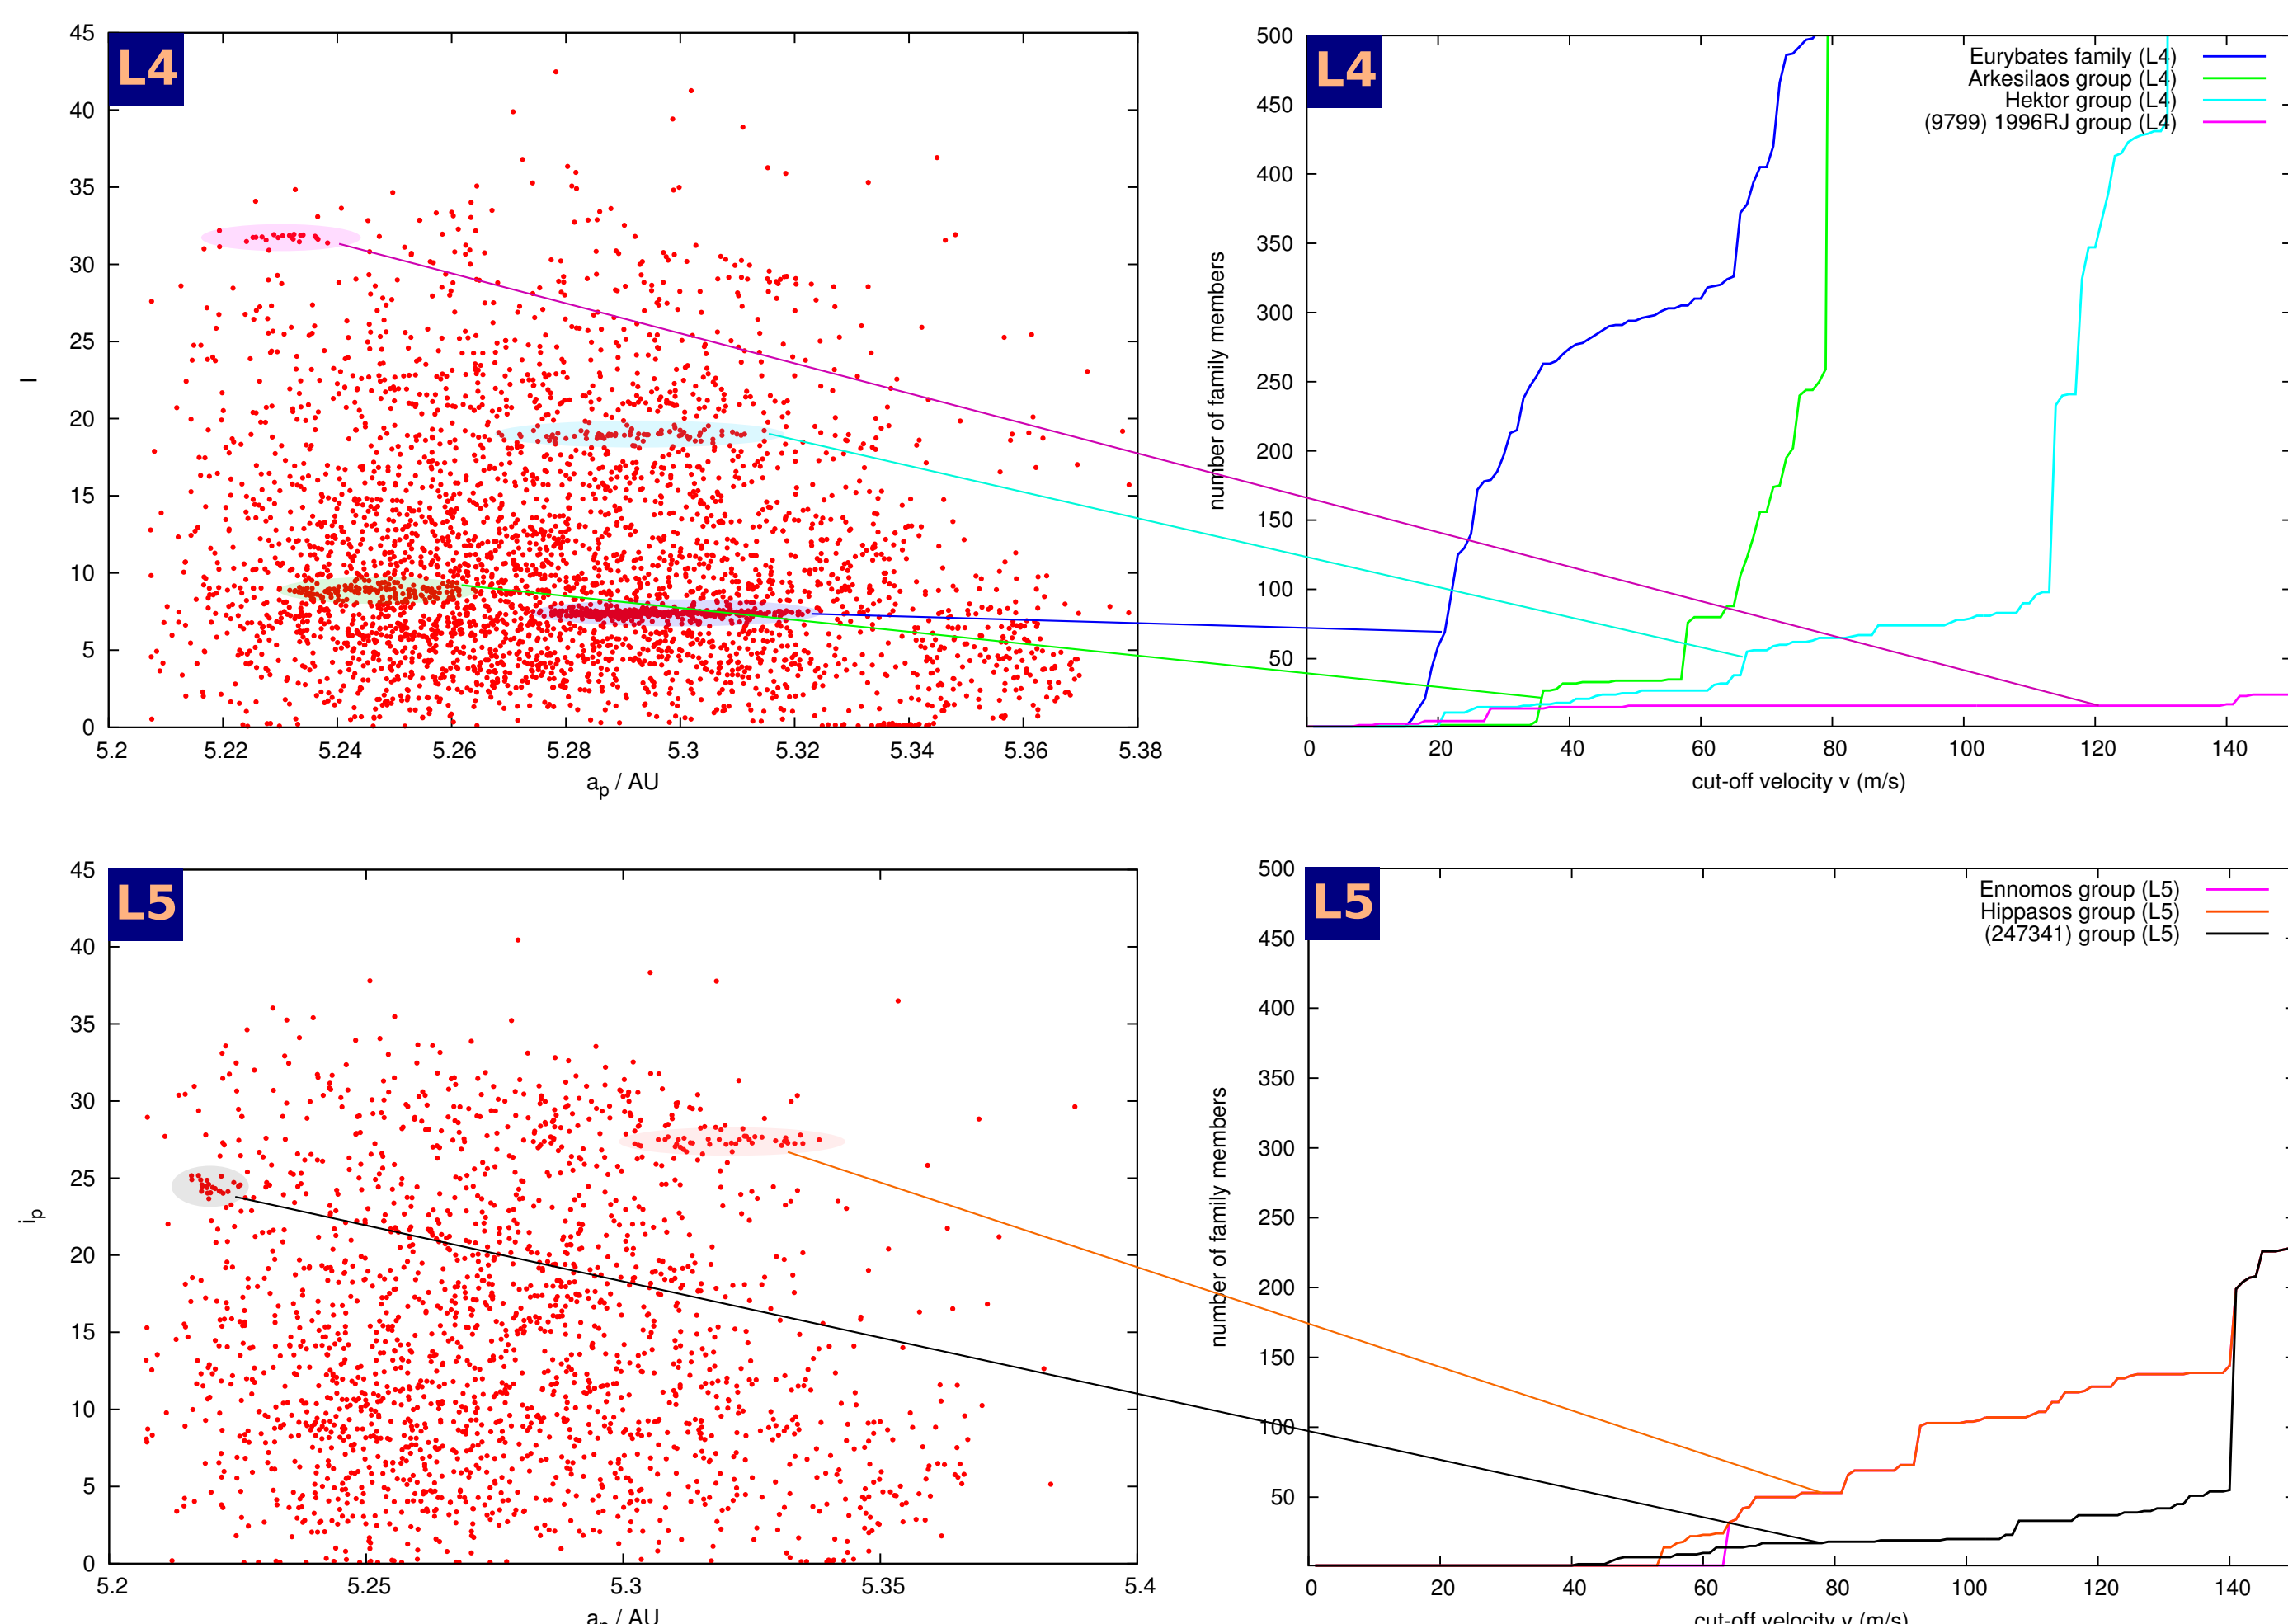 L4
45
40
35
30
25
20
15
10
5
0
I
5.2 5.22 5.24 5.26 5.28 5.3 5.32 5.34 5.36 5.38
ap / AU
L4
500
450
400
350
300
250
200
150
100
50
number of family members
Eurybates family (L4)
Arkesilaos group (L4)
Hektor group (L4)
(9799) 1996RJ group (L4)
0 20 40 60 80 100 120 140
cut-off velocity v (m/s)
L5
45
40
35
30
25
20
15
10
5
0
ip
5.2 5.25 5.3 5.35 5.4
ap / AU
L5
500
450
400
350
300
250
200
150
100
50
number of family members
Ennomos group (L5)
Hippasos group (L5)
(247341) group (L5)
0 20 40 60 80 100 120 140
cut-off velocity v (m/s)